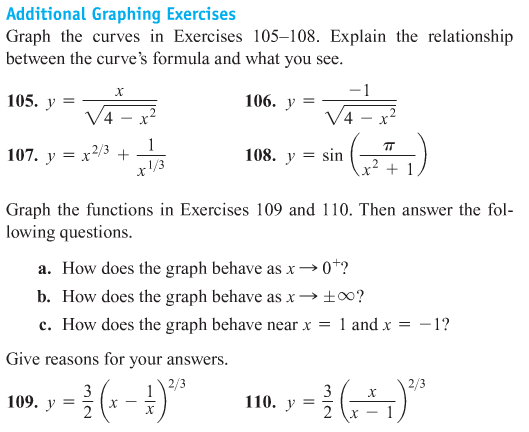 Additional Graphing Exercises
Graph the curves in Exercises 105–108. Explain the relationship
between the curve's formula and what you see.
105. y = x / √(4 − x²) 106. y = −1 / √(4 − x²)
107. y = x^(2/3) + 1 / x^(1/3) 108. y = sin (π / (x² + 1))
Graph the functions in Exercises 109 and 110. Then answer the fol-
lowing questions.
a. How does the graph behave as x → 0⁺?
b. How does the graph behave as x → ±∞?
c. How does the graph behave near x = 1 and x = −1?
Give reasons for your answers.
109. y = 3/2 (x − 1/x)^(2/3) 110. y = 3/2 (x / (x − 1))^(2/3)